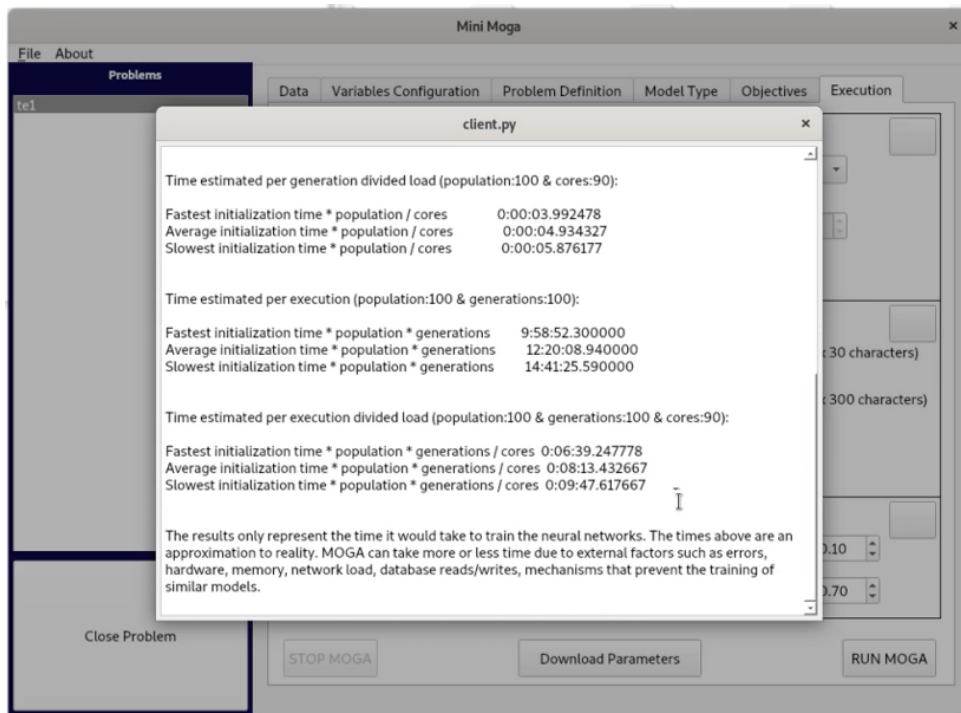 Mini Moga
×
File About
Problems
te1
Data Variables Configuration Problem Definition Model Type Objectives Execution
client.py
×
Time estimated per generation divided load (population:100 & cores:90):
Fastest initialization time * population / cores 0:00:03.992478
Average initialization time * population / cores 0:00:04.934327
Slowest initialization time * population / cores 0:00:05.876177
Time estimated per execution (population:100 & generations:100):
Fastest initialization time * population * generations 9:58:52.300000
Average initialization time * population * generations 12:20:08.940000
Slowest initialization time * population * generations 14:41:25.590000
Time estimated per execution divided load (population:100 & generations:100 & cores:90):
Fastest initialization time * population * generations / cores 0:06:39.247778
Average initialization time * population * generations / cores 0:08:13.432667
Slowest initialization time * population * generations / cores 0:09:47.617667
The results only represent the time it would take to train the neural networks. The times above are an
approximation to reality. MOGA can take more or less time due to external factors such as errors,
hardware, memory, network load, database reads/writes, mechanisms that prevent the training of
similar models.
30 characters)
300 characters)
.10
.70
Close Problem
STOP MOGA Download Parameters RUN MOGA